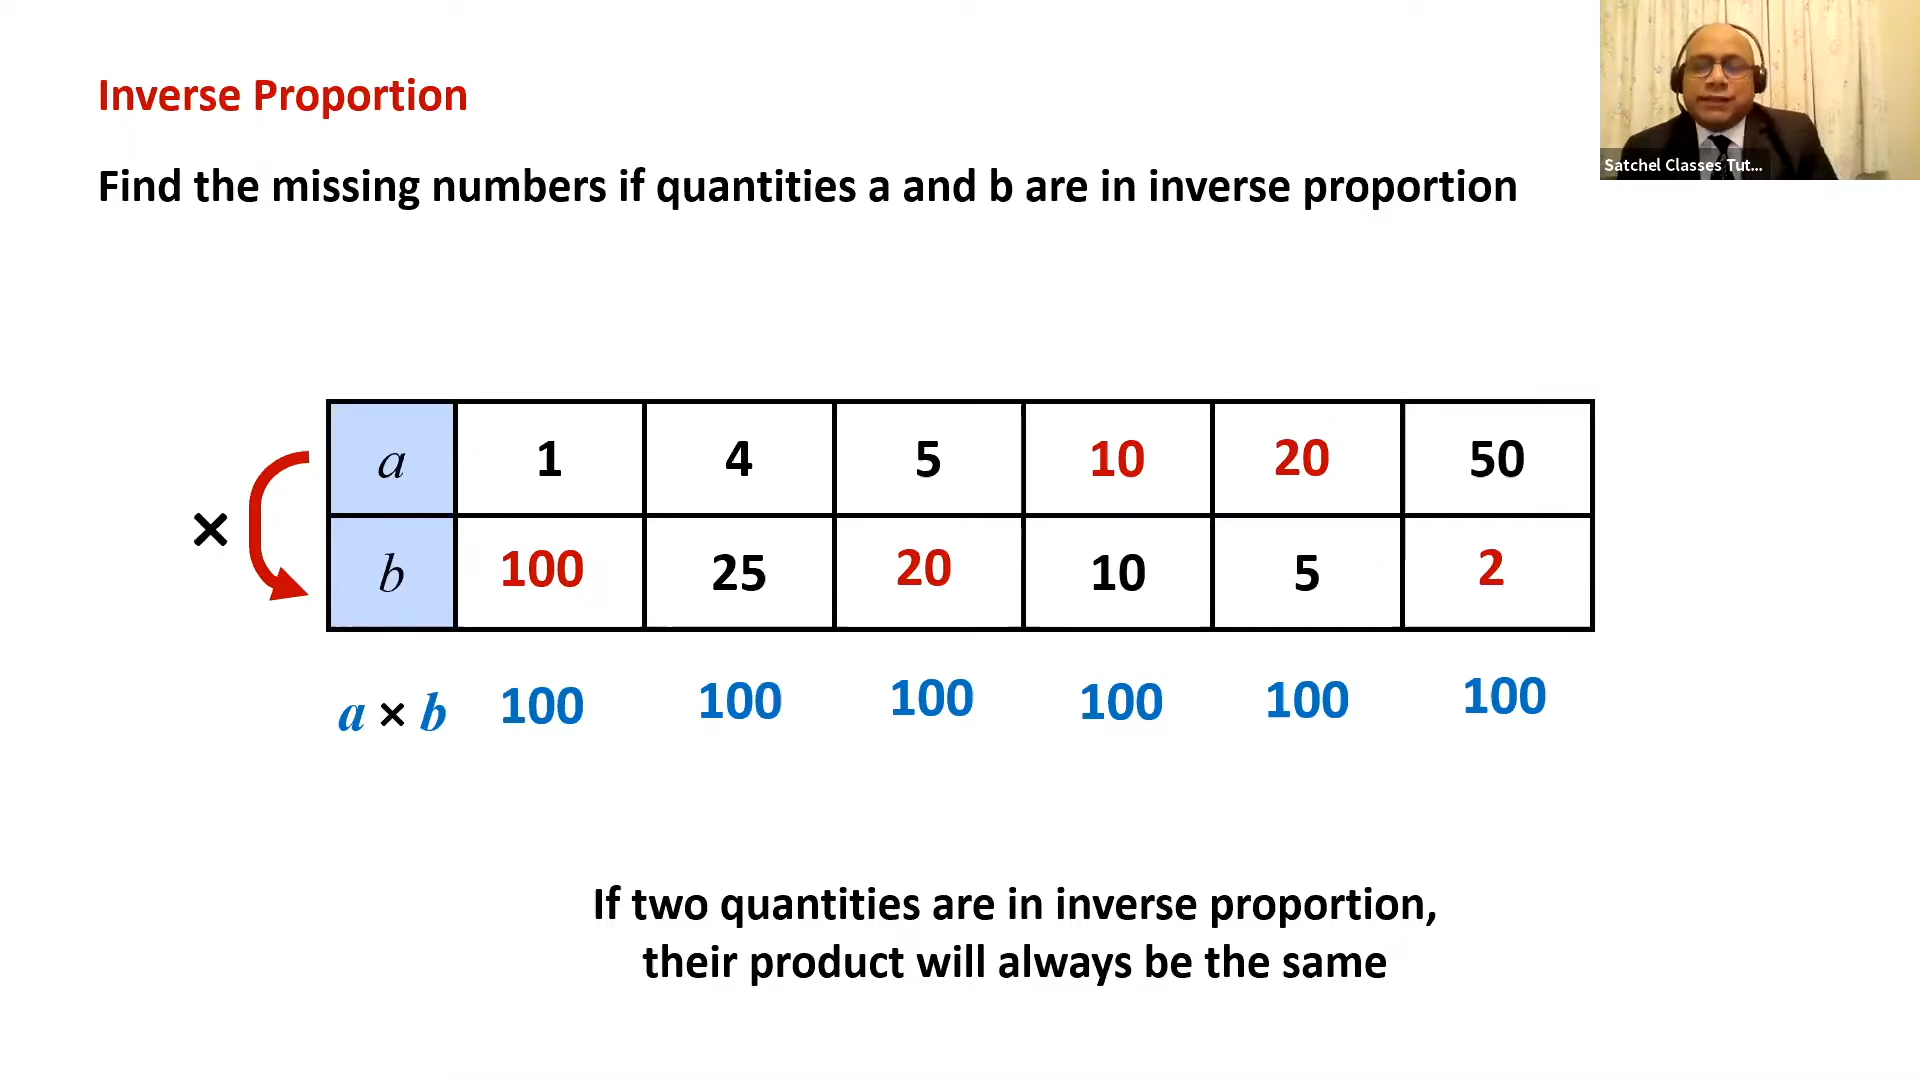 Inverse Proportion
Satchel Classes Tut...
Find the missing numbers if quantities a and b are in inverse proportion
a 1 4 5 10 20 50
×
b 100 25 20 10 5 2
a × b 100 100 100 100 100 100
If two quantities are in inverse proportion,
their product will always be the same